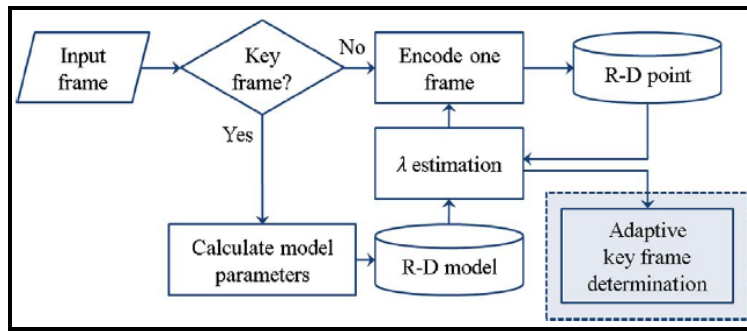 Input
frame
Key
frame?
No
Encode one
frame
R-D point
Yes
λ estimation
Calculate model
parameters
R-D model
Adaptive
key frame
determination